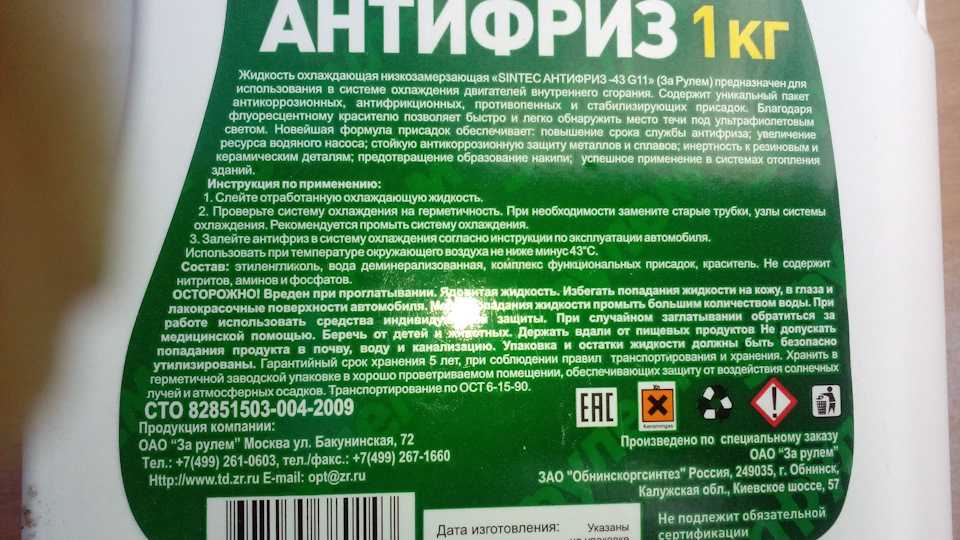 АНТИФРИЗ 1 КГ
Жидкость охлаждающая низкозамерзающая «SINTEC АНТИФРИЗ -43 G11» (За Рулем) предназначен для
использования в системе охлаждения двигателей внутреннего сгорания. Содержит уникальный пакет
антикоррозионных, антифрикционных, противопенных и стабилизирующих присадок. Благодаря
флуоресцентному красителю позволяет быстро и легко обнаружить место течи под ультрафиолетовым
светом. Новейшая формула присадок обеспечивает: повышение срока службы антифриза; увеличение
ресурса водяного насоса; стойкую антикоррозионную защиту металлов и сплавов; инертность к резиновым и
керамическим деталям; предотвращение образование накипи; успешное применение в системах отопления
зданий.
Инструкция по применению:
1. Слейте отработанную охлаждающую жидкость.
2. Проверьте систему охлаждения на герметичность. При необходимости замените старые трубки, узлы системы
охлаждения. Рекомендуется промыть систему охлаждения.
3. Залейте антифриз в систему охлаждения согласно инструкции по эксплуатации автомобиля.
Использовать при температуре окружающего воздуха не ниже минус 43°С.
Состав: этиленгликоль, вода деминерализованная, комплекс функциональных присадок, краситель. Не содержит
нитритов, аминов и фосфатов.
ОСТОРОЖНО! Вреден при проглатывании. Ядовитая жидкость. Избегать попадания жидкости на кожу, в глаза и
лакокрасочные поверхности автомобиля. попадания жидкости промыть большим количеством воды. При
работе использовать средства защиты. При случайном заглатывании обратиться за
медицинской помощью. Беречь от детей и животных. Держать вдали от пищевых продуктов Не допускать
попадания продукта в почву, воду и канализацию. Упаковка и остатки жидкости должны быть безопасно
утилизированы. Гарантийный срок хранения 5 лет, при соблюдении правил транспортирования и хранения. Хранить в
герметичной заводской упаковке в хорошо проветриваемом помещении, обеспечивающих защиту от воздействия солнечных
лучей и атмосферных осадков. Транспортирование по ОСТ 6-15-90.
СТО 82851503-004-2009
Продукция компании:
ОАО “За рулем” Москва ул. Бакунинская, 72
Тел.: +7(499) 261-0603, тел./факс.: +7(499) 267-1660
Http://www.td.zr.ru E-mail: opt@zr.ru
EAC
Xn
Произведено по специальному заказу
ОАО “За рулем”
ЗАО "Обнинскоргсинтез" Россия, 249035, г. Обнинск,
Калужская обл., Киевское шоссе, 57
Дата изготовления:
Указаны
на упаковке
Не подлежит обязательной
сертификации